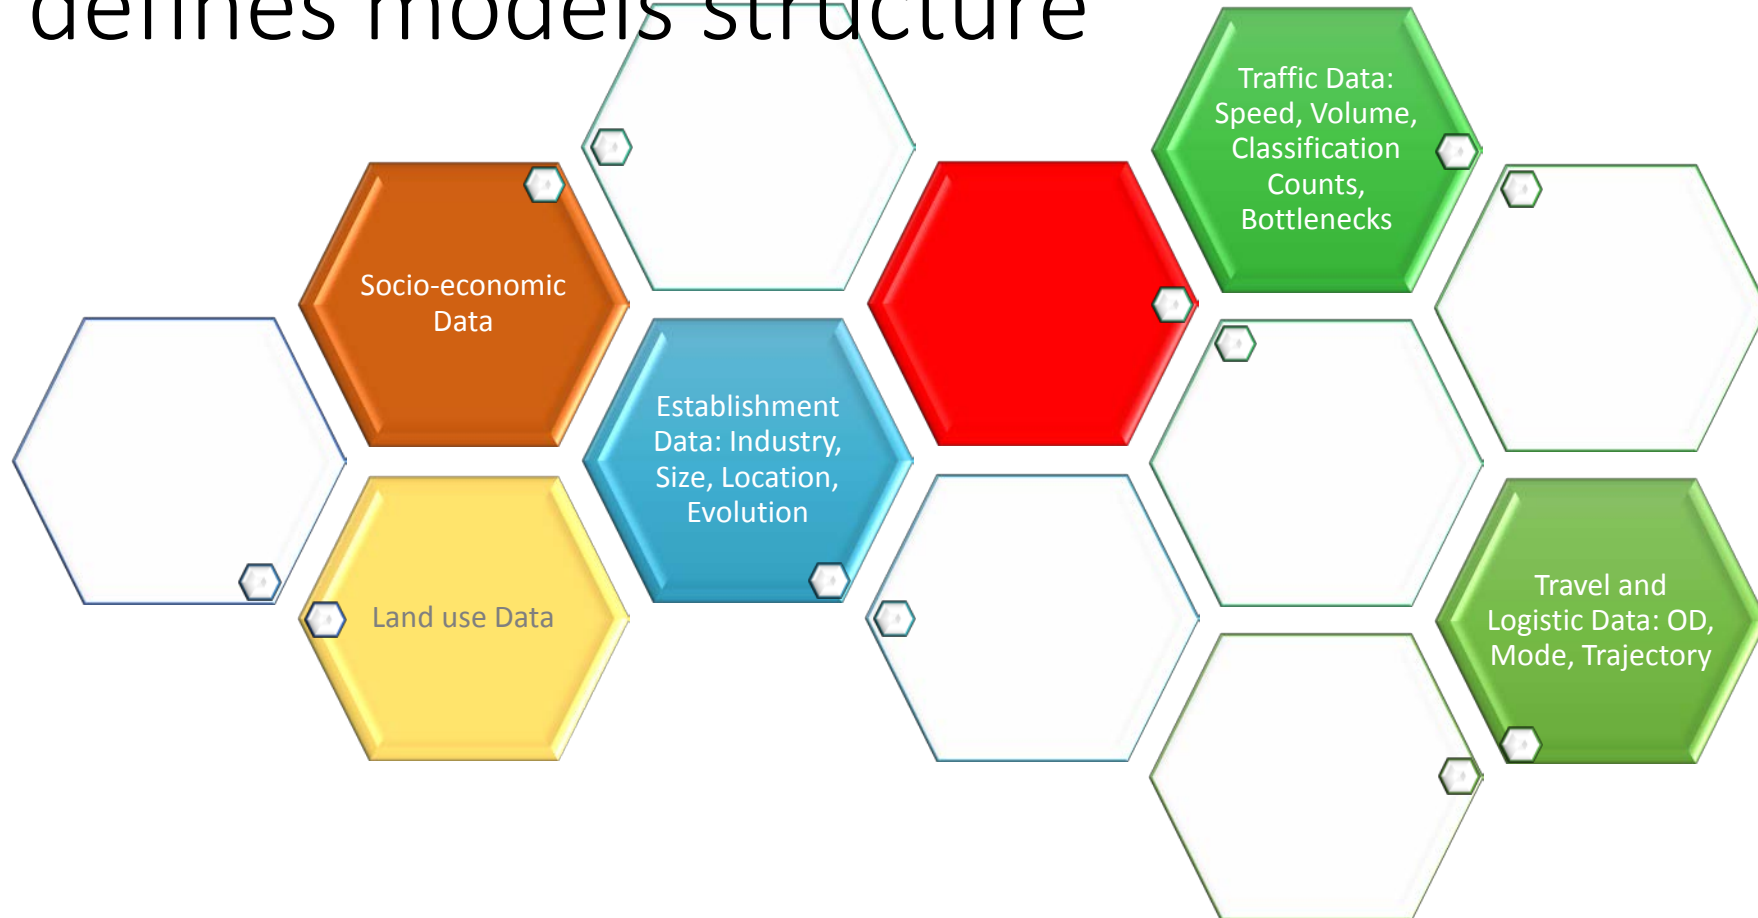 defines models structure
Traffic Data:
Speed, Volume,
Classification
Counts,
Bottlenecks
Socio-economic
Data
Establishment
Data: Industry,
Size, Location,
Evolution
Land use Data
Travel and
Logistic Data: OD,
Mode, Trajectory